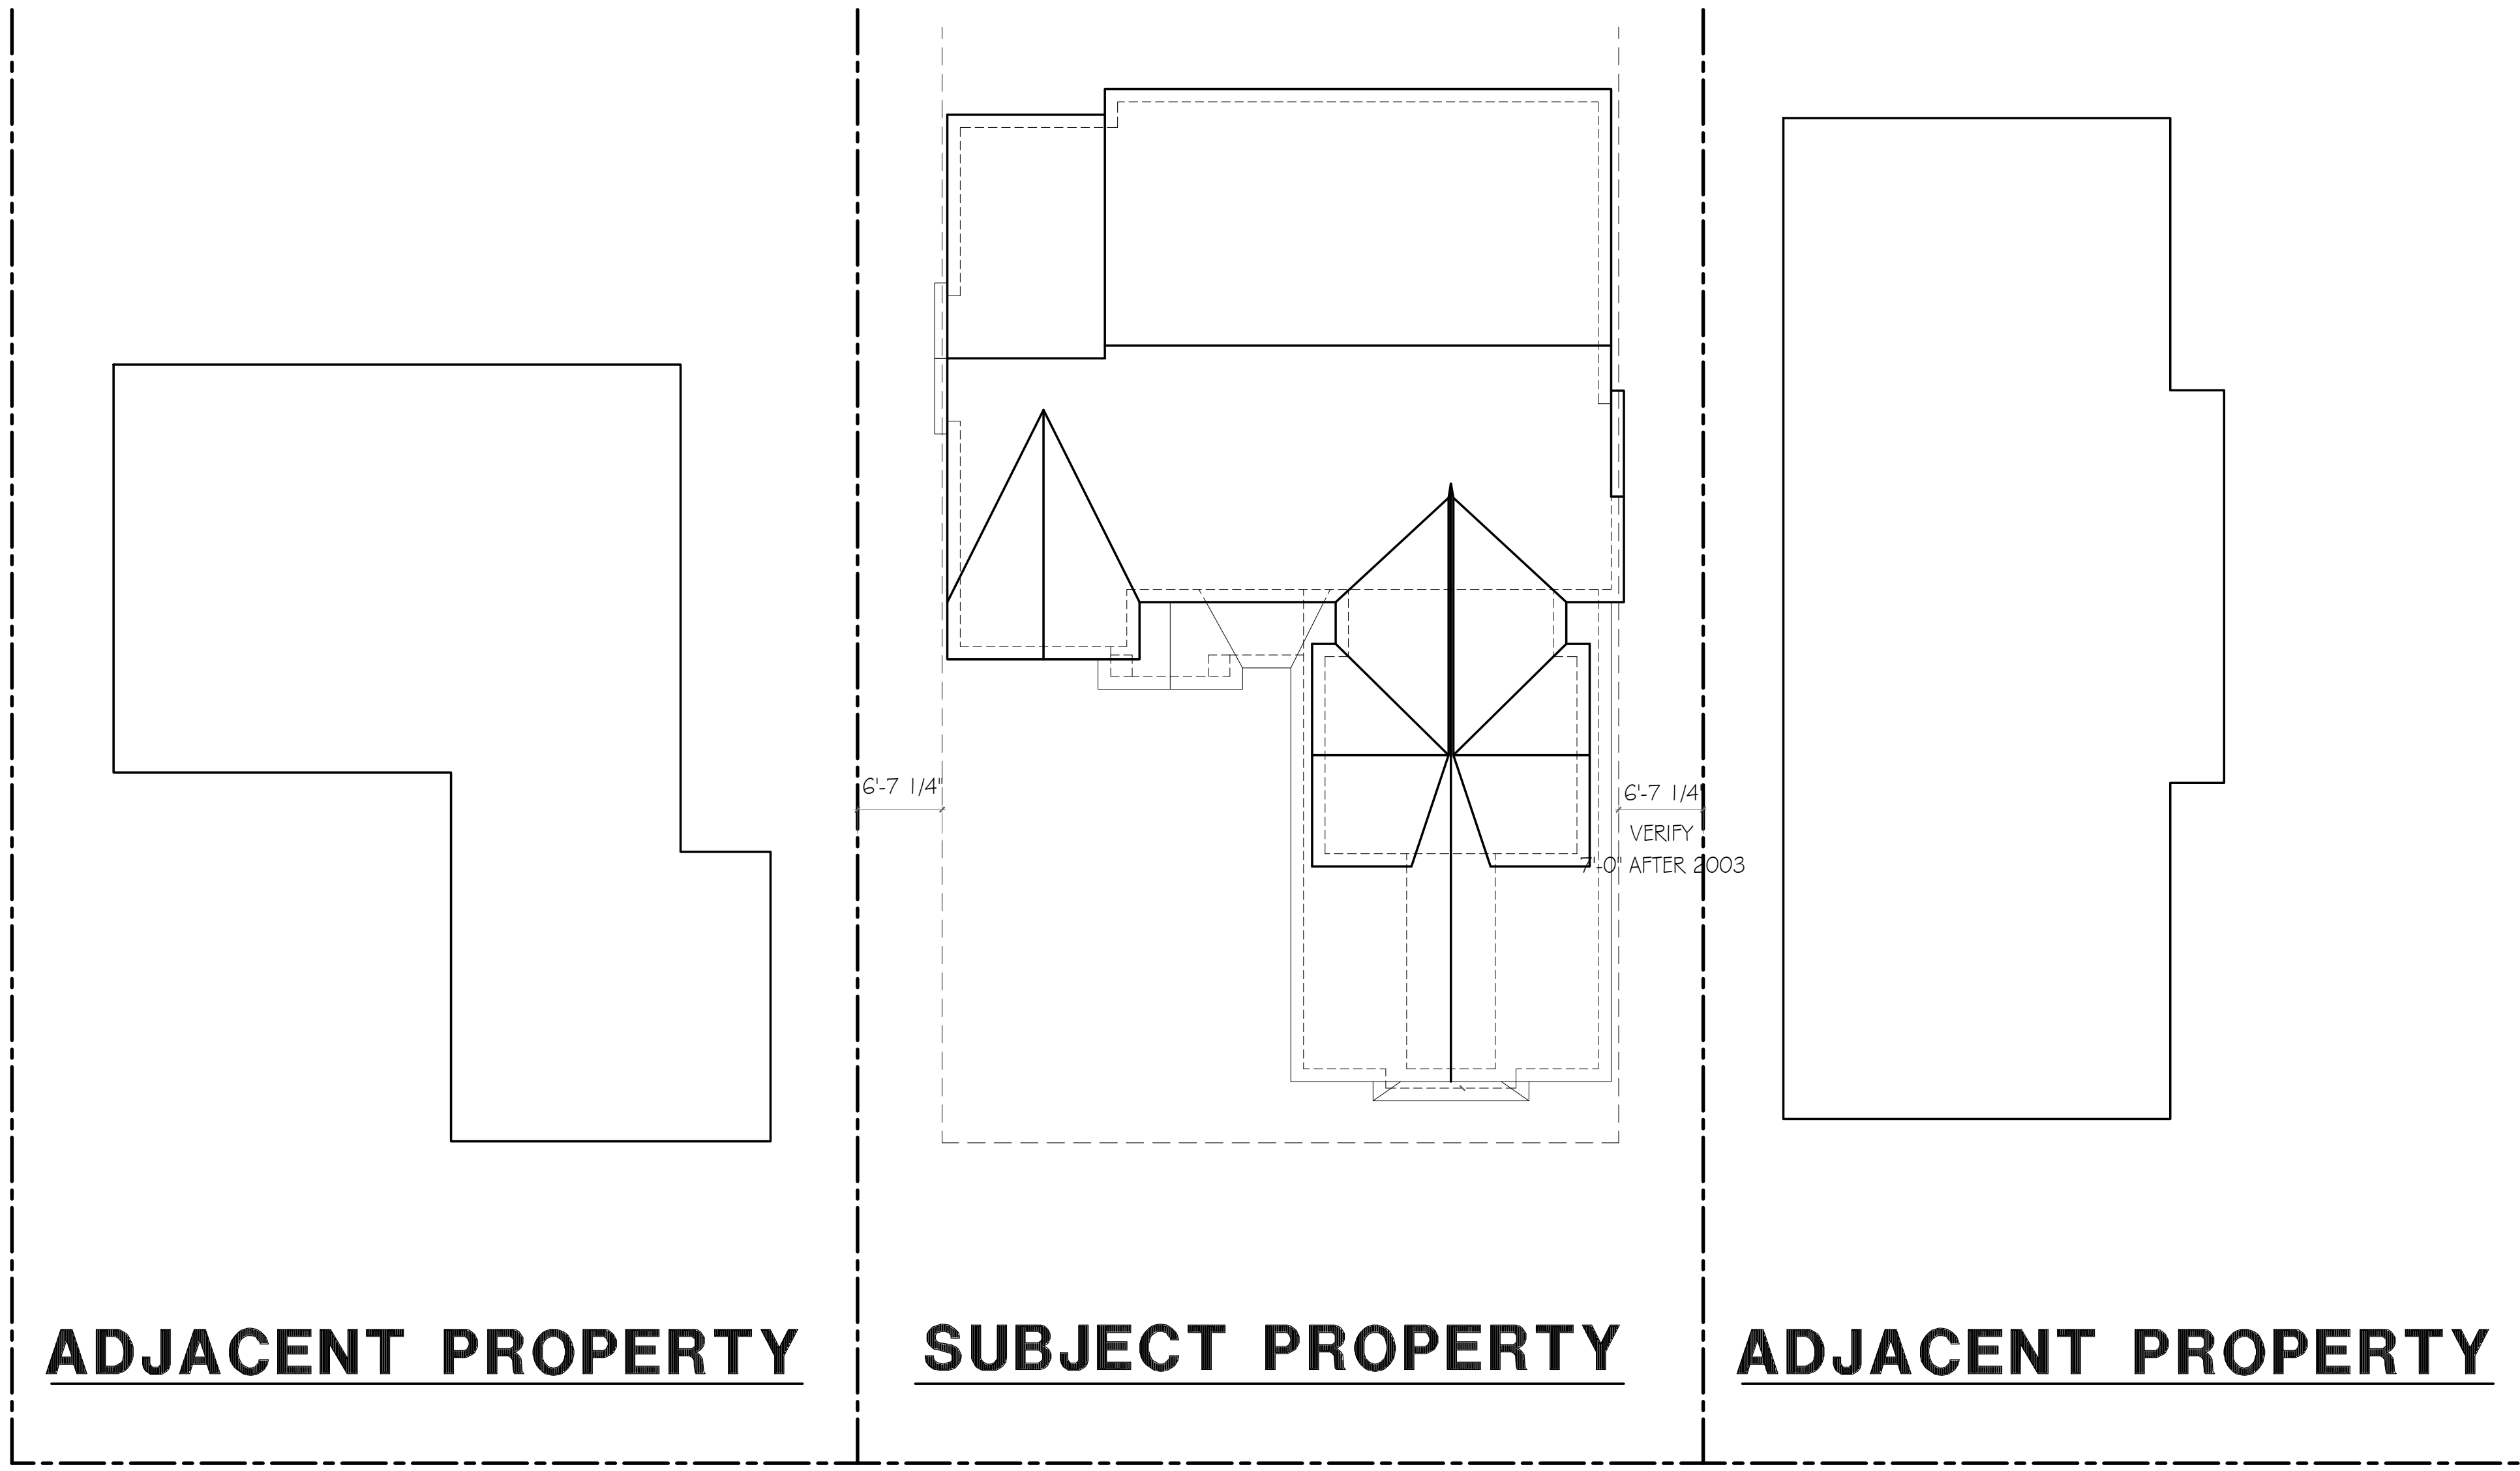 6'-7 1/4"
6'-7 1/4"
VERIFY
7'-0" AFTER 2003
ADJACENT PROPERTY
SUBJECT PROPERTY
ADJACENT PROPERTY